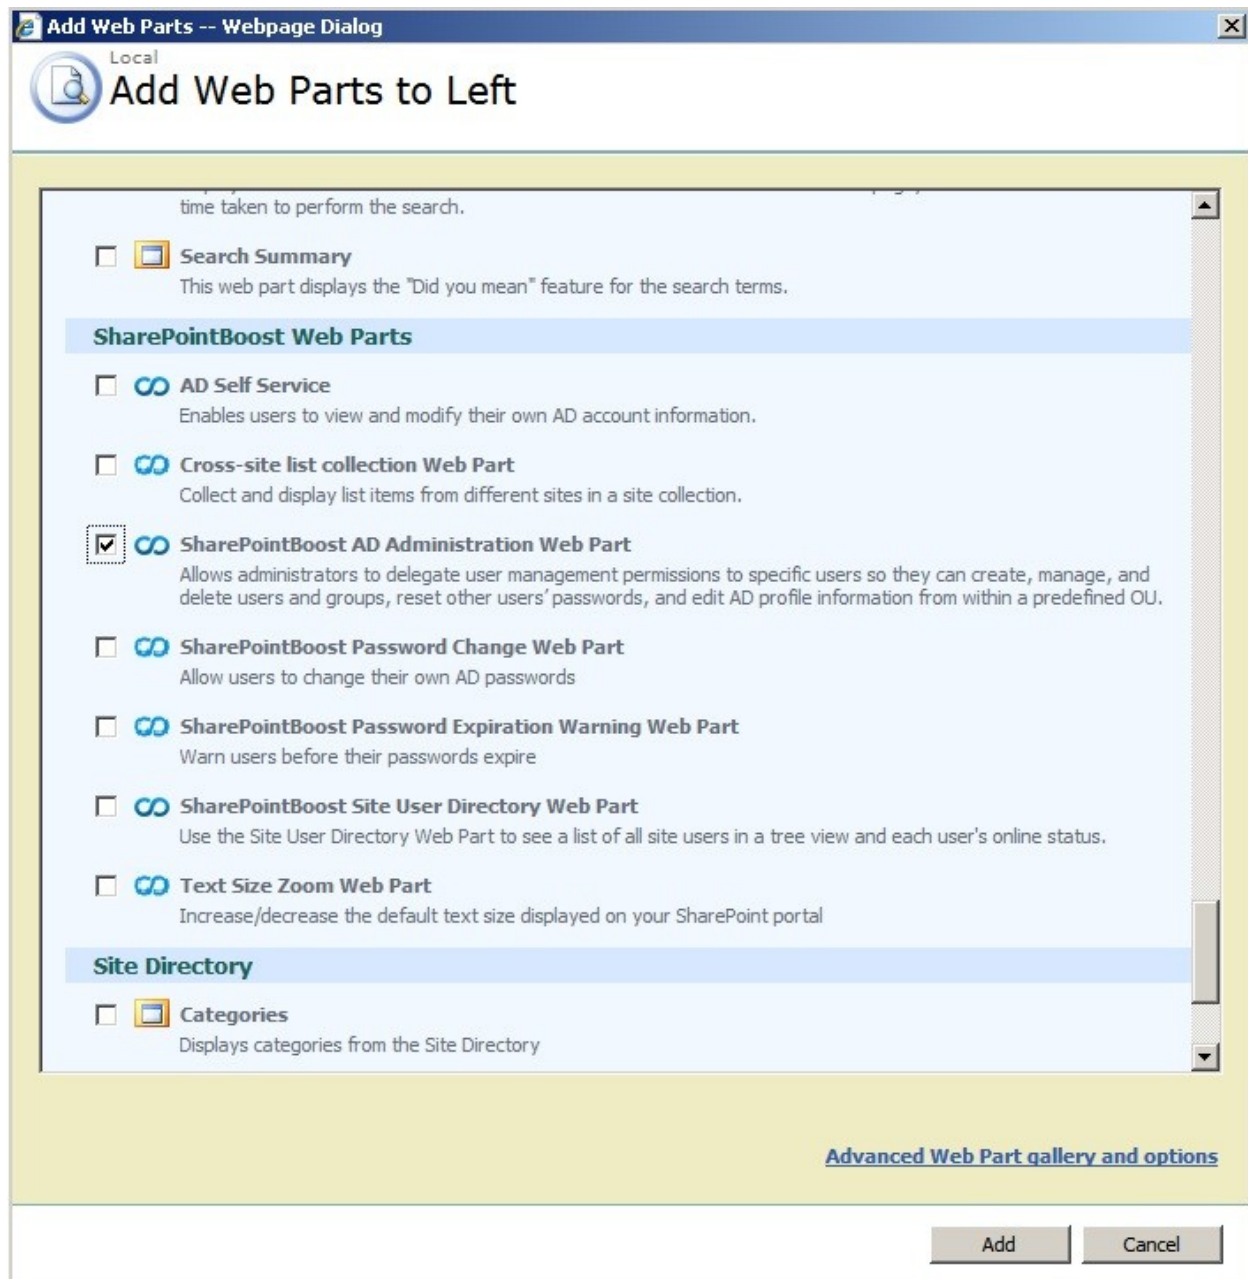 Add Web Parts -- Webpage Dialog
Local
Add Web Parts to Left
time taken to perform the search.
Search Summary
This web part displays the "Did you mean" feature for the search terms.
SharePointBoost Web Parts
AD Self Service
Enables users to view and modify their own AD account information.
Cross-site list collection Web Part
Collect and display list items from different sites in a site collection.
SharePointBoost AD Administration Web Part
Allows administrators to delegate user management permissions to specific users so they can create, manage, and
delete users and groups, reset other users' passwords, and edit AD profile information from within a predefined OU.
SharePointBoost Password Change Web Part
Allow users to change their own AD passwords
SharePointBoost Password Expiration Warning Web Part
Warn users before their passwords expire
SharePointBoost Site User Directory Web Part
Use the Site User Directory Web Part to see a list of all site users in a tree view and each user's online status.
Text Size Zoom Web Part
Increase/decrease the default text size displayed on your SharePoint portal
Site Directory
Categories
Displays categories from the Site Directory
Advanced Web Part gallery and options
Add
Cancel